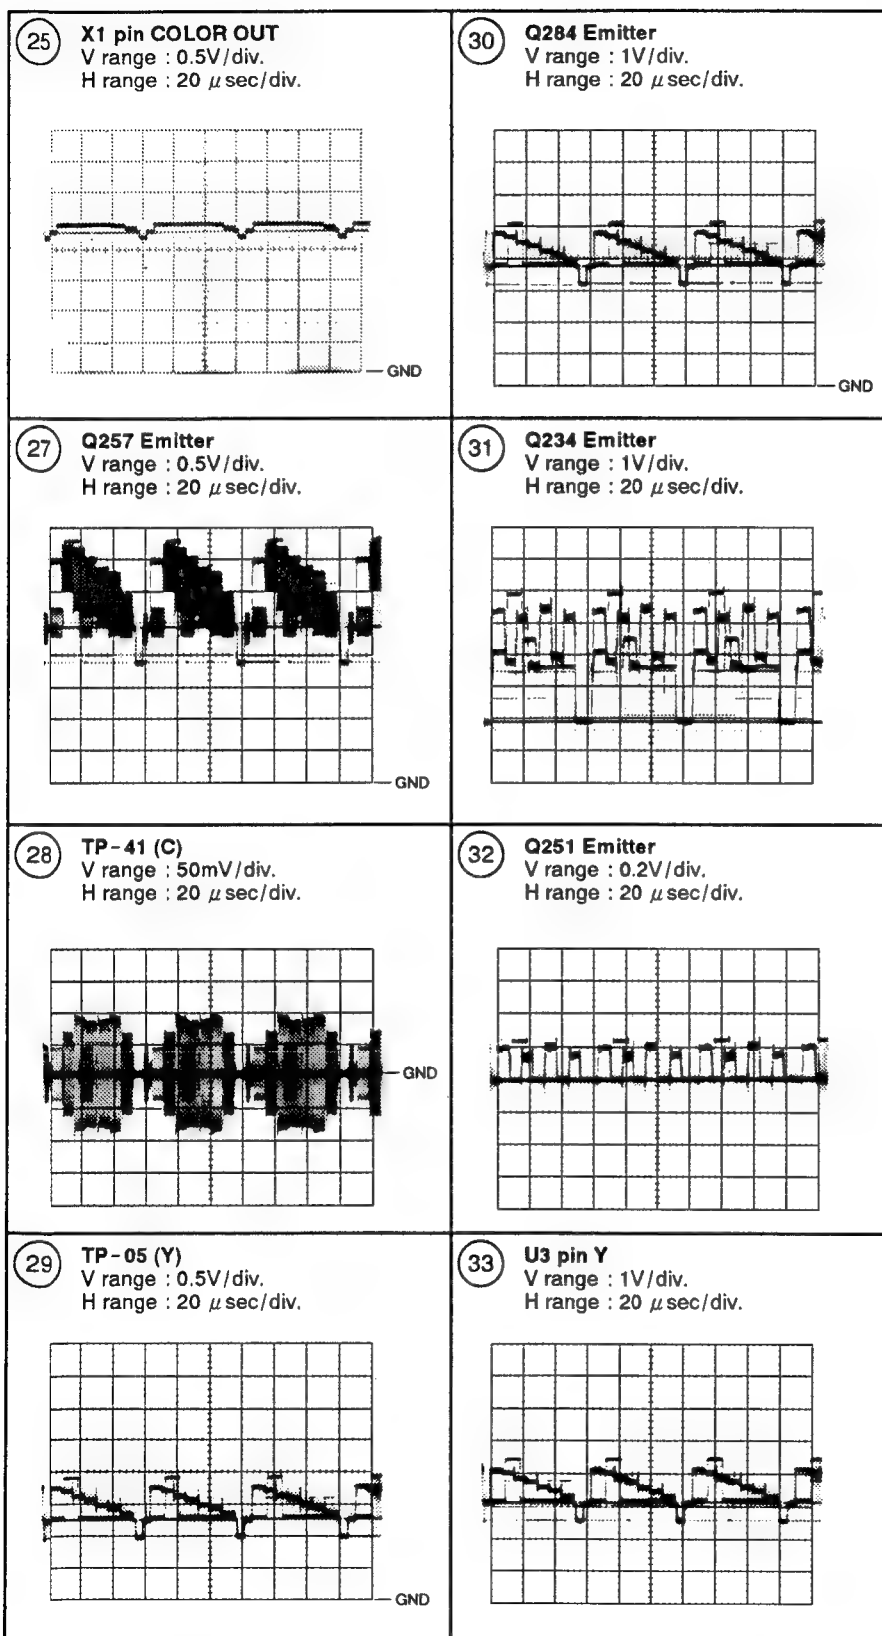 25
X1 pin COLOR OUT
V range : 0.5V/div.
H range : 20 μsec/div.
GND
27
Q257 Emitter
V range : 0.5V/div.
H range : 20 μsec/div.
GND
28
TP-41 (C)
V range : 50mV/div.
H range : 20 μsec/div.
GND
29
TP-05 (Y)
V range : 0.5V/div.
H range : 20 μsec/div.
GND
30
Q284 Emitter
V range : 1V/div.
H range : 20 μsec/div.
GND
31
Q234 Emitter
V range : 1V/div.
H range : 20 μsec/div.
32
Q251 Emitter
V range : 0.2V/div.
H range : 20 μsec/div.
33
U3 pin Y
V range : 1V/div.
H range : 20 μsec/div.